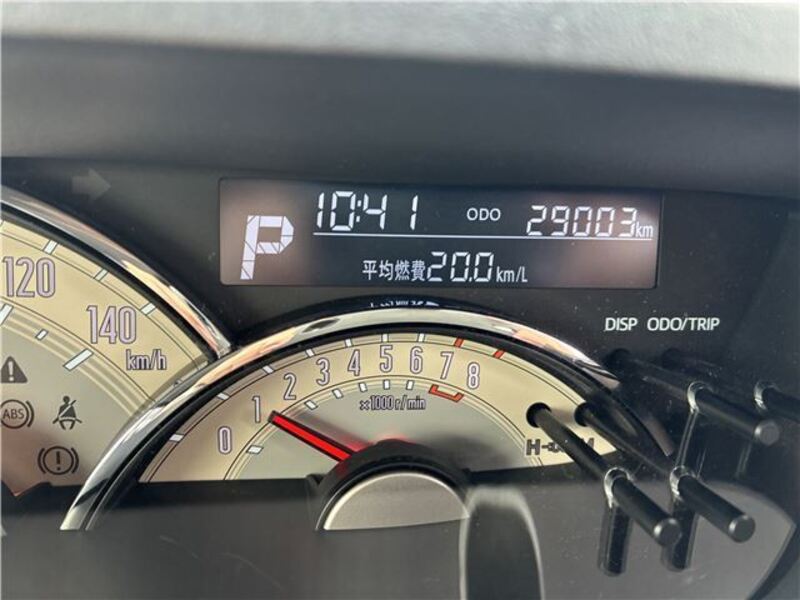 10:41 ODO 29003km
P
平均燃費20.0km/L
DISP ODO/TRIP
120
140
km/h
ABS
0 1 2 3 4 5 6 7 8
×1000r/min